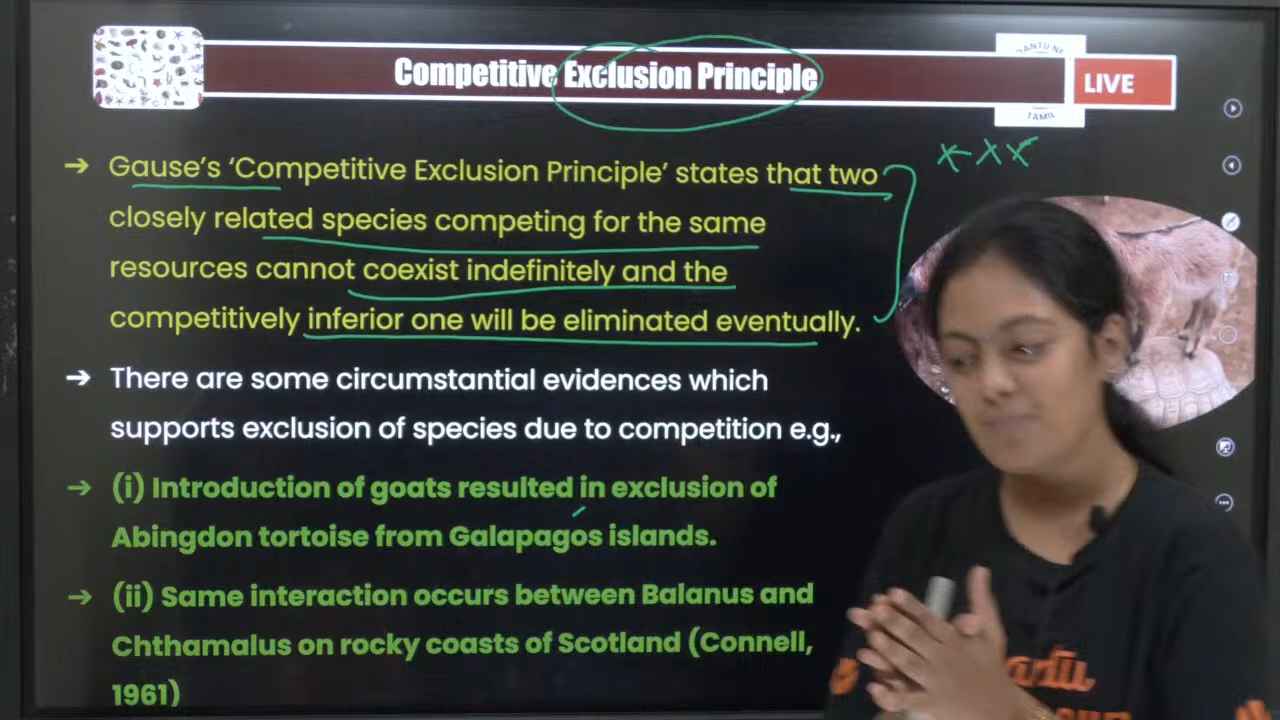 Competitive Exclusion Principle
LIVE
TAMIL
➔ Gause's 'Competitive Exclusion Principle' states that two
closely related species competing for the same
resources cannot coexist indefinitely and the
competitively inferior one will be eliminated eventually.
➔ There are some circumstantial evidences which
supports exclusion of species due to competition e.g.,
➔ (i) Introduction of goats resulted in exclusion of
Abingdon tortoise from Galapagos islands.
➔ (ii) Same interaction occurs between Balanus and
Chthamalus on rocky coasts of Scotland (Connell,
1961)